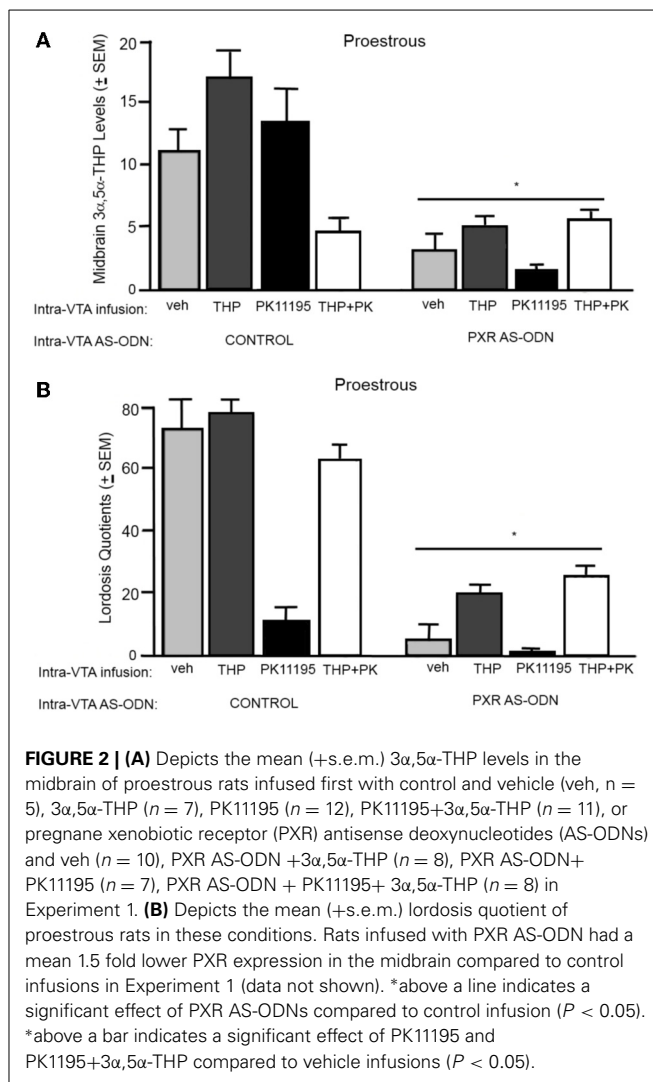 A
Proestrous
Midbrain 3α,5α-THP Levels (± SEM)
20
15
10
5
0
*
Intra-VTA infusion: veh THP PK11195 THP+PK veh THP PK11195 THP+PK
Intra-VTA AS-ODN: CONTROL PXR AS-ODN
B
Proestrous
Lordosis Quotients (± SEM)
80
60
40
20
0
*
Intra-VTA infusion: veh THP PK11195 THP+PK veh THP PK11195 THP+PK
Intra-VTA AS-ODN: CONTROL PXR AS-ODN
FIGURE 2 | (A) Depicts the mean (+s.e.m.) 3α,5α-THP levels in the
midbrain of proestrous rats infused first with control and vehicle (veh, n =
5), 3α,5α-THP (n = 7), PK11195 (n = 12), PK11195+3α,5α-THP (n = 11), or
pregnane xenobiotic receptor (PXR) antisense deoxynucleotides (AS-ODNs)
and veh (n = 10), PXR AS-ODN +3α,5α-THP (n = 8), PXR AS-ODN+
PK11195 (n = 7), PXR AS-ODN + PK11195+ 3α,5α-THP (n = 8) in
Experiment 1. (B) Depicts the mean (+s.e.m.) lordosis quotient of
proestrous rats in these conditions. Rats infused with PXR AS-ODN had a
mean 1.5 fold lower PXR expression in the midbrain compared to control
infusions in Experiment 1 (data not shown). *above a line indicates a
significant effect of PXR AS-ODNs compared to control infusion (P < 0.05).
*above a bar indicates a significant effect of PK11195 and
PK1195+3α,5α-THP compared to vehicle infusions (P < 0.05).